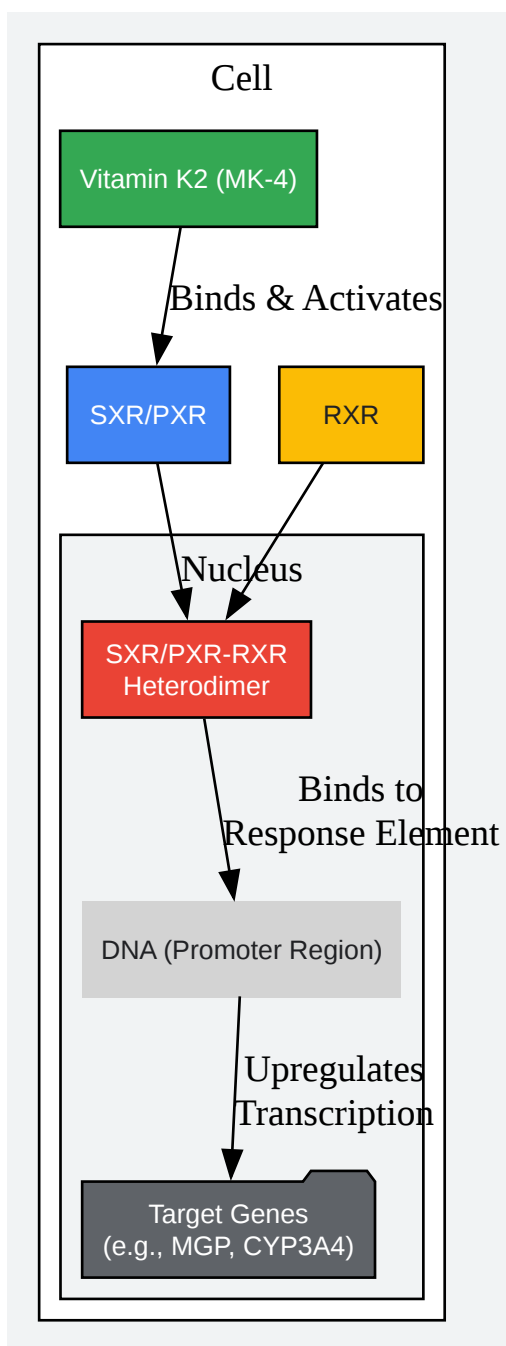 Cell
Vitamin K2 (MK-4)
Binds & Activates
SXR/PXR
RXR
Nucleus
SXR/PXR-RXR
Heterodimer
Binds to
Response Element
DNA (Promoter Region)
Upregulates
Transcription
Target Genes
(e.g., MGP, CYP3A4)